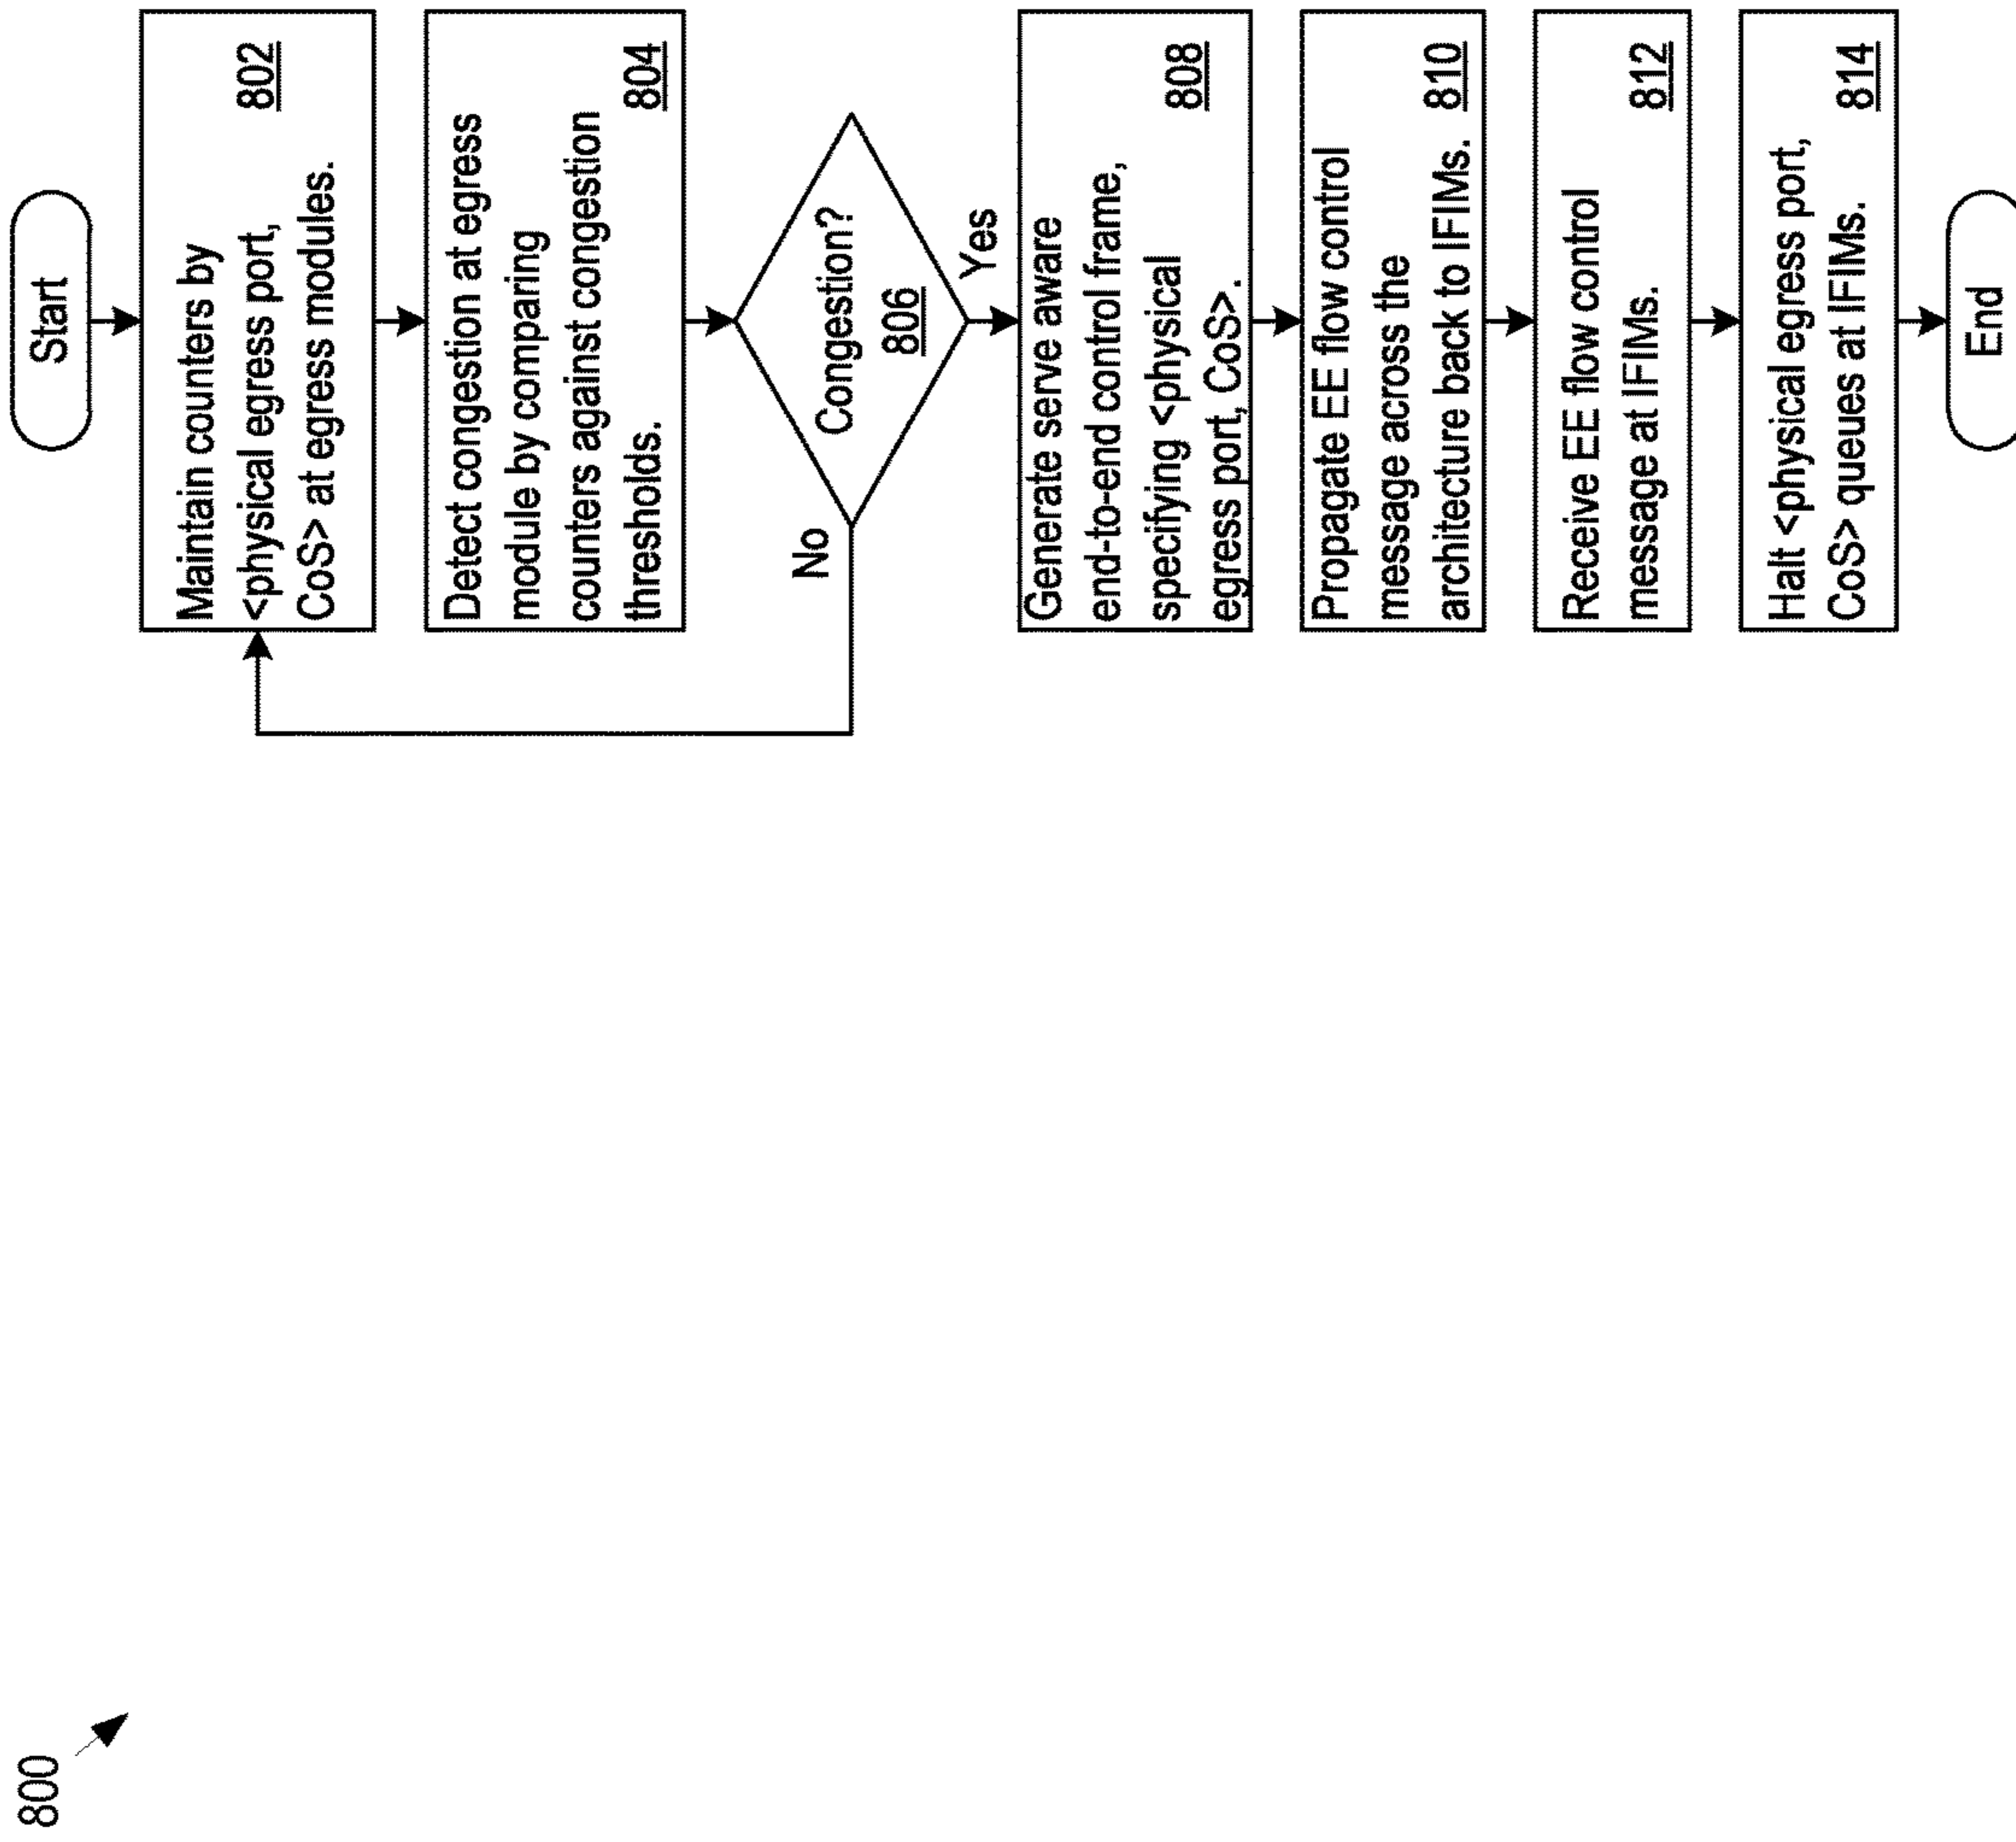 800
Start
Maintain counters by
<physical egress port,
CoS> at egress modules.
802
Detect congestion at egress
module by comparing
counters against congestion
thresholds.
804
Congestion?
806
No
Yes
Generate serve aware
end-to-end control frame,
specifying <physical
egress port, CoS>.
808
Propagate EE flow control
message across the
architecture back to IFIMs.
810
Receive EE flow control
message at IFIMs.
812
Halt <physical egress port,
CoS> queues at IFIMs.
814
End